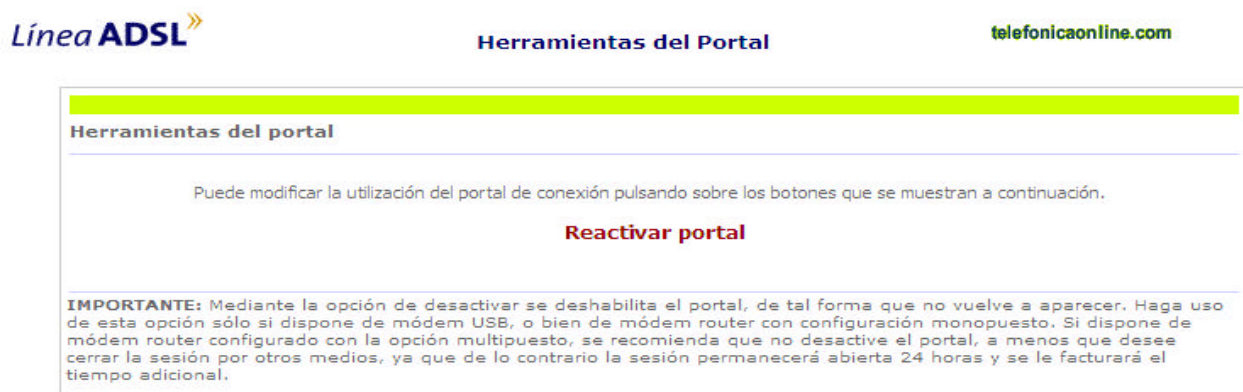 Línea ADSL»
Herramientas del Portal
telefonicaonline.com
Herramientas del portal
Puede modificar la utilización del portal de conexión pulsando sobre los botones que se muestran a continuación.
Reactivar portal
IMPORTANTE: Mediante la opción de desactivar se deshabilita el portal, de tal forma que no vuelve a aparecer. Haga uso
de esta opción sólo si dispone de módem USB, o bien de módem router con configuración monopuesto. Si dispone de
módem router configurado con la opción multipuesto, se recomienda que no desactive el portal, a menos que desee
cerrar la sesión por otros medios, ya que de lo contrario la sesión permanecerá abierta 24 horas y se le facturará el
tiempo adicional.